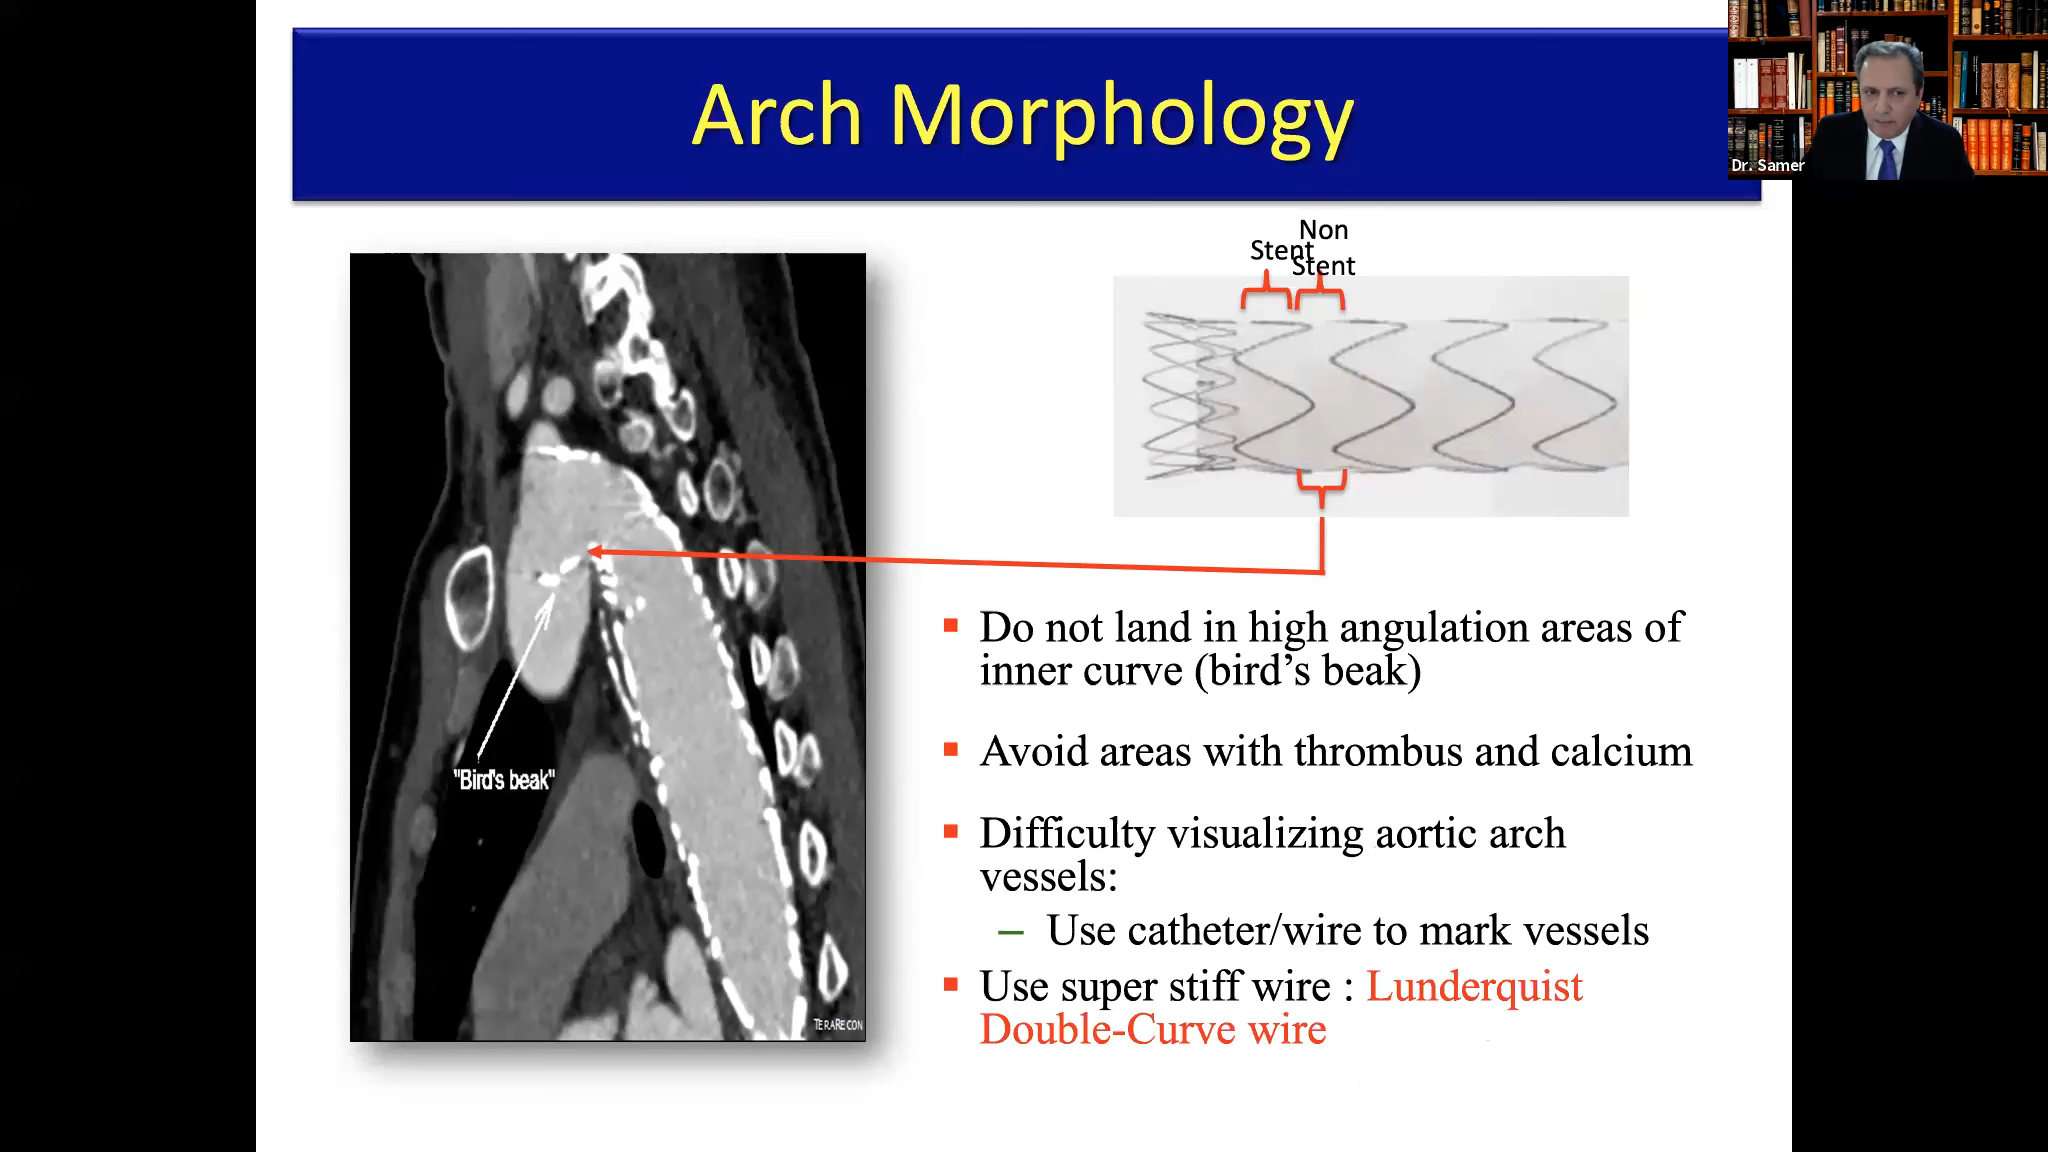 Arch Morphology
Dr. Samer
Non
Stent
Stent
"Bird's beak"
TERARECON
▪ Do not land in high angulation areas of
inner curve (bird’s beak)
▪ Avoid areas with thrombus and calcium
▪ Difficulty visualizing aortic arch
vessels:
– Use catheter/wire to mark vessels
▪ Use super stiff wire : Lunderquist
Double-Curve wire